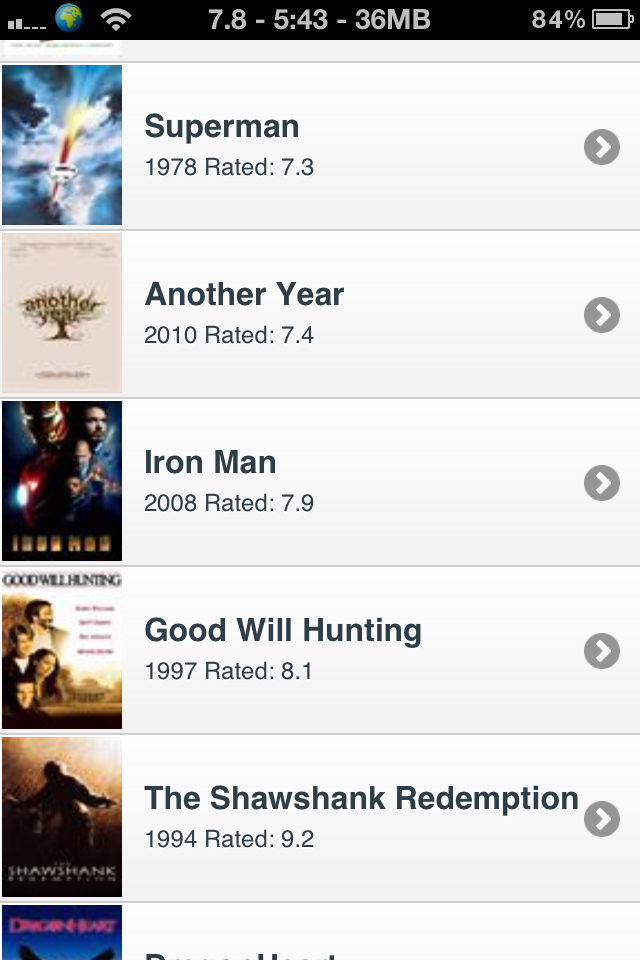 7.8 - 5:43 - 36MB
84%
Superman
1978 Rated: 7.3
another
year
Another Year
2010 Rated: 7.4
IRON MAN
Iron Man
2008 Rated: 7.9
GOOD WILL HUNTING
Good Will Hunting
1997 Rated: 8.1
THE
SHAWSHANK
REDEMPTION
The Shawshank Redemption
1994 Rated: 9.2
DRAGONHEART
DragonHeart